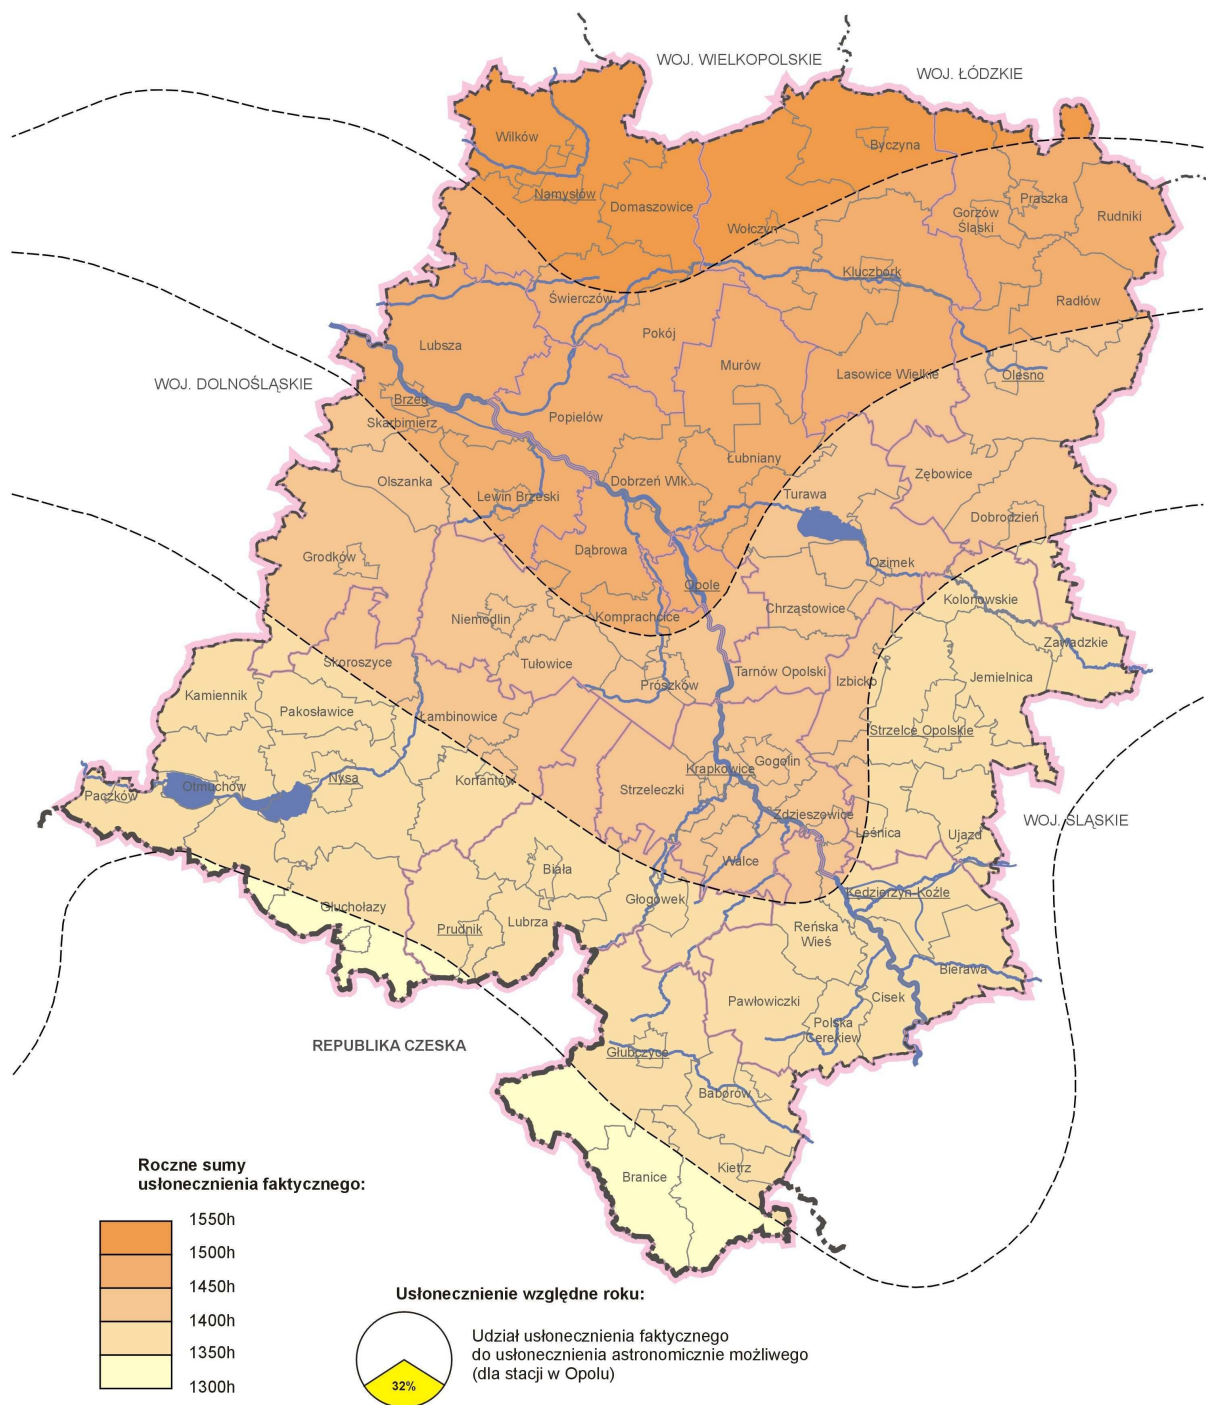 WOJ. WIELKOPOLSKIE
WOJ. ŁÓDZKIE
Wilków
Byczyna
Namysłów
Domaszowice
Praszka
Gorzów
Śląski
Rudniki
Wołczyn
Kluczbork
Świerczów
Radłów
Pokój
Lubsza
Murów
Lasowice Wielkie
Olesno
WOJ. DOLNOŚLĄSKIE
Brzeg
Skarbimierz
Popielów
Łubniany
Zębowice
Olszanka
Dobrzeń Wlk.
Lewin Brzeski
Turawa
Dobrodzień
Grodków
Dąbrowa
Ozimek
Opole
Kolonowskie
Niemodlin
Komprachcice
Chrząstowice
Zawadzkie
Skoroszyce
Tułowice
Prószków
Tarnów Opolski
Izbicko
Jemielnica
Kamiennik
Pakosławice
Łambinowice
Strzelce Opolskie
Paczków
Otmuchów
Nysa
Korfantów
Strzeleczki
Krapkowice
Gogolin
Zdzieszowice
Leśnica
Ujazd
WOJ. ŚLĄSKIE
Walce
Biała
Głogówek
Kędzierzyn-Koźle
Głuchołazy
Prudnik
Lubrza
Reńska
Wieś
Bierawa
Pawłowiczki
Cisek
Polska
Cerekiew
REPUBLIKA CZESKA
Głubczyce
Baborów
Branice
Kietrz
Roczne sumy
usłonecznienia faktycznego:
1550h
1500h
1450h
1400h
1350h
1300h
Usłonecznienie względne roku:
Udział usłonecznienia faktycznego
do usłonecznienia astronomicznie możliwego
(dla stacji w Opolu)
32%